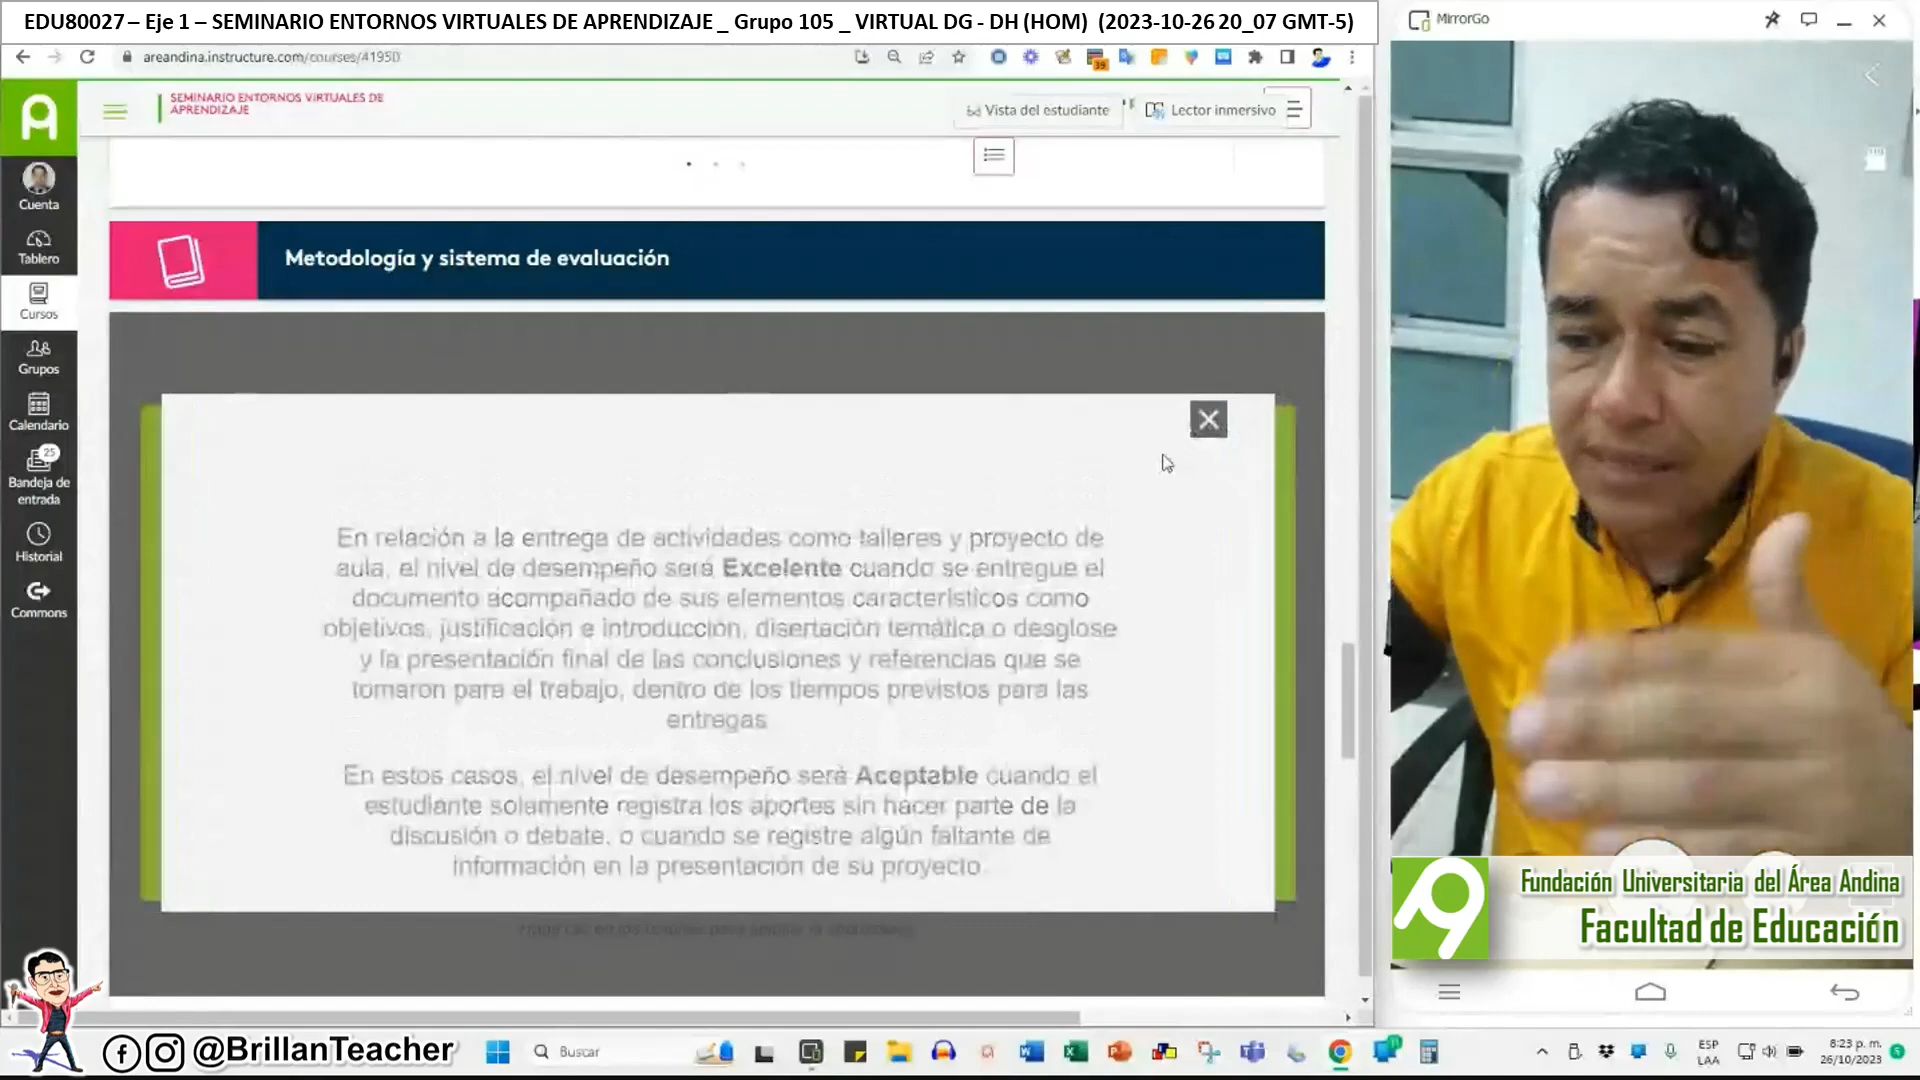 EDU80027 – Eje 1 – SEMINARIO ENTORNOS VIRTUALES DE APRENDIZAJE _ Grupo 105 _ VIRTUAL DG - DH (HOM) (2023-10-26 20_07 GMT-5)
MirrorGo
areandina.instructure.com/courses/41950
39
SEMINARIO ENTORNOS VIRTUALES DE
APRENDIZAJE
Vista del estudiante
Lector inmersivo
Cuenta
Tablero
Cursos
Grupos
Calendario
25
Bandeja de
entrada
Historial
Commons
Metodología y sistema de evaluación
En relación a la entrega de actividades como talleres y proyecto de
aula, el nivel de desempeño será Excelente cuando se entregue el
documento acompañado de sus elementos característicos como
objetivos, justificación e introducción, disertación temática o desglose
y la presentación final de las conclusiones y referencias que se
tomaron para el trabajo, dentro de los tiempos previstos para las
entregas
En estos casos, el nivel de desempeño será Aceptable cuando el
estudiante solamente registra los aportes sin hacer parte de la
discusión o debate, o cuando se registre algún faltante de
información en la presentación de su proyecto.
Fundación Universitaria del Área Andina
Facultad de Educación
@BrillanTeacher
Buscar
ESP
LAA
8:23 p. m.
26/10/2023